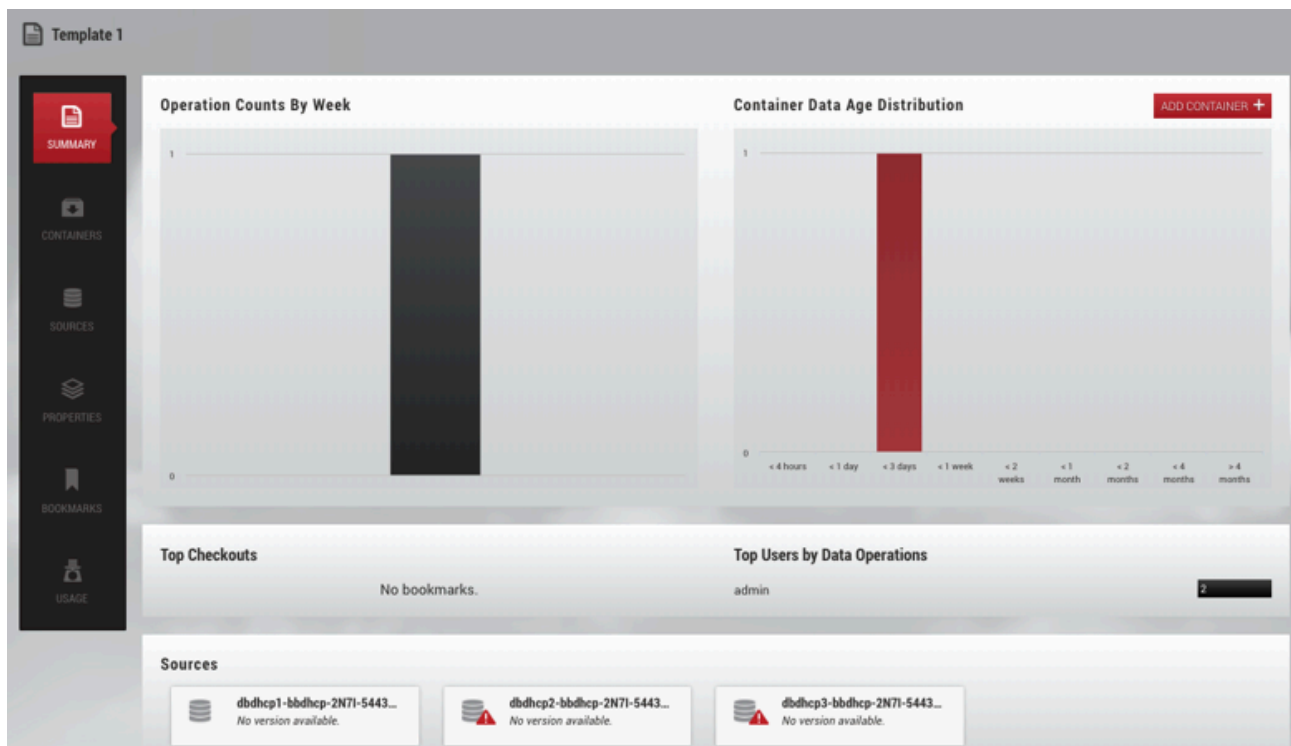 Template 1
SUMMARY
CONTAINERS
SOURCES
PROPERTIES
BOOKMARKS
USAGE
Operation Counts By Week
1
0
Container Data Age Distribution
ADD CONTAINER +
1
0
< 4 hours < 1 day < 3 days < 1 week < 2 weeks < 1 month < 2 months < 4 months > 4 months
Top Checkouts
No bookmarks.
Top Users by Data Operations
admin
2
Sources
dbdhcp1-bbdhcp-2N7I-5443...
No version available.
dbdhcp2-bbdhcp-2N7I-5443...
No version available.
dbdhcp3-bbdhcp-2N7I-5443...
No version available.